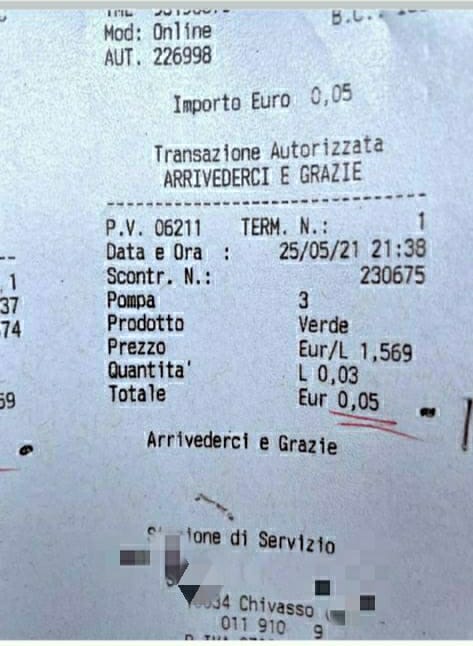 Mod: Online
AUT. 226998
Importo Euro 0,05
Transazione Autorizzata
ARRIVEDERCI E GRAZIE
P.V. 06211 TERM. N.: 1
Data e Ora : 25/05/21 21:38
Scontr. N.: 230675
Pompa 3
Prodotto Verde
Prezzo Eur/L 1,569
Quantita' L 0,03
Totale Eur 0,05
Arrivederci e Grazie
di Servizio
Chivasso
011 910 9